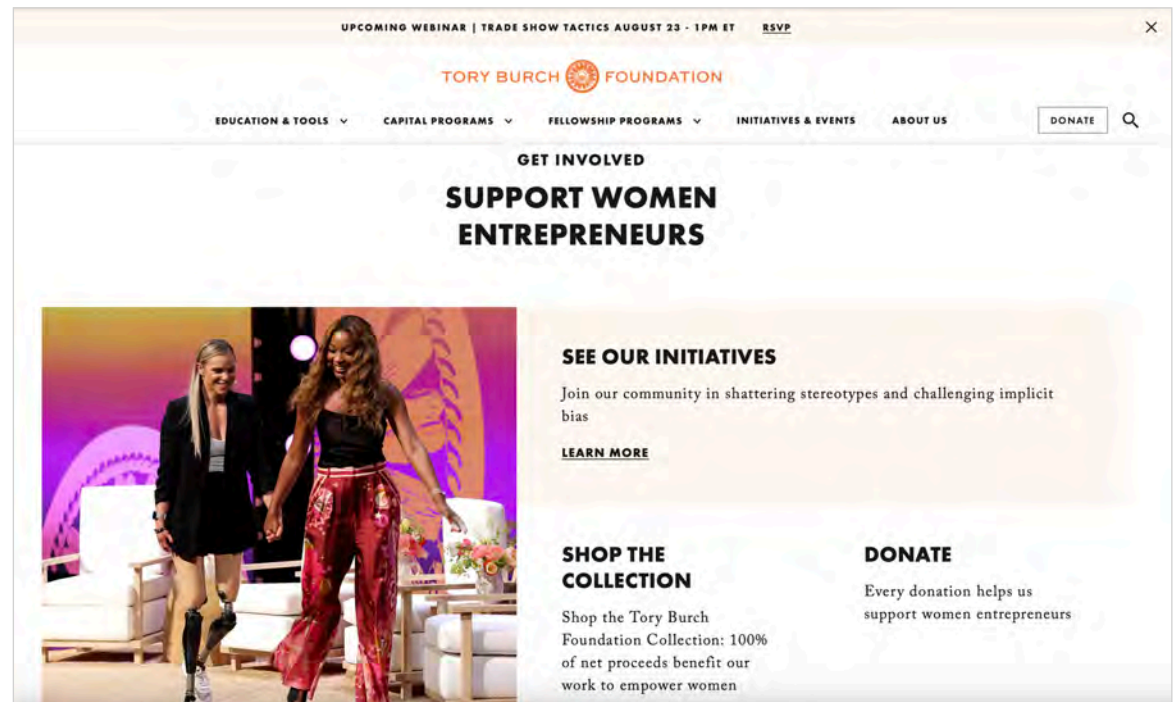 UPCOMING WEBINAR | TRADE SHOW TACTICS AUGUST 23 - 1PM ET RSVP
TORY BURCH FOUNDATION
EDUCATION & TOOLS CAPITAL PROGRAMS FELLOWSHIP PROGRAMS INITIATIVES & EVENTS ABOUT US DONATE
GET INVOLVED
SUPPORT WOMEN
ENTREPRENEURS
SEE OUR INITIATIVES
Join our community in shattering stereotypes and challenging implicit
bias
LEARN MORE
SHOP THE
COLLECTION
Shop the Tory Burch
Foundation Collection: 100%
of net proceeds benefit our
work to empower women
DONATE
Every donation helps us
support women entrepreneurs